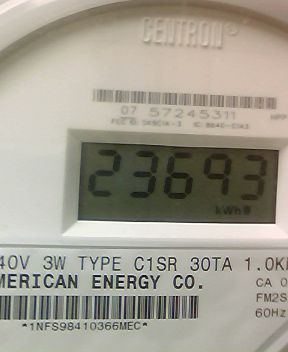 CENTRON®
07 57245311
23693
kWh
40V 3W TYPE C1SR 30TA 1.0K
MERICAN ENERGY CO.
CA 0
FM2S
60Hz
*1NFS98410366MEC*